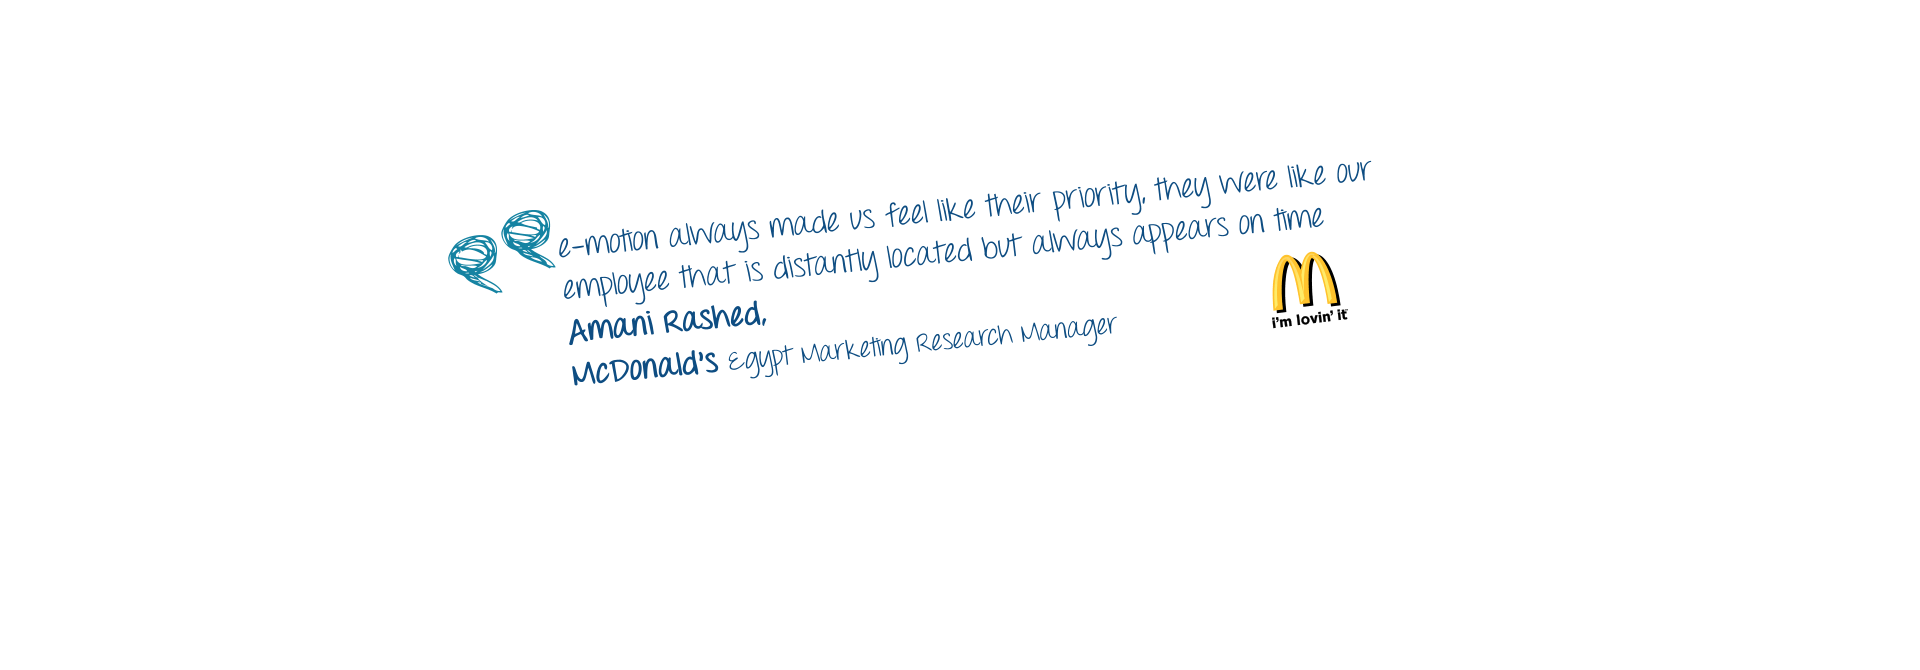 e-motion always made us feel like their priority, they were like our
employee that is distantly located but always appears on time
Amani Rashed,
McDonald's Egypt Marketing Research Manager
i'm lovin' it